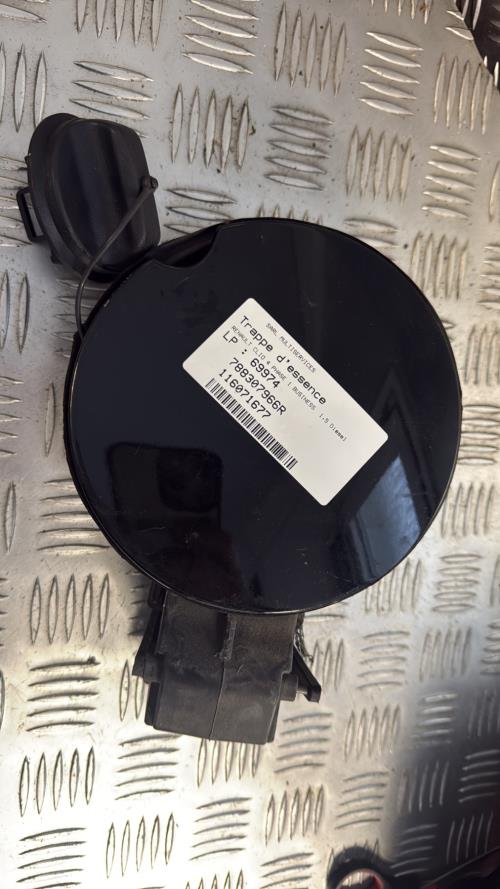 SARL MULTISERVICES
Trappe d'essence
RENAULT CLIO 4 PHASE 1 BUSINESS 1.5 Diesel
LP : 69974
788307966R
116071677